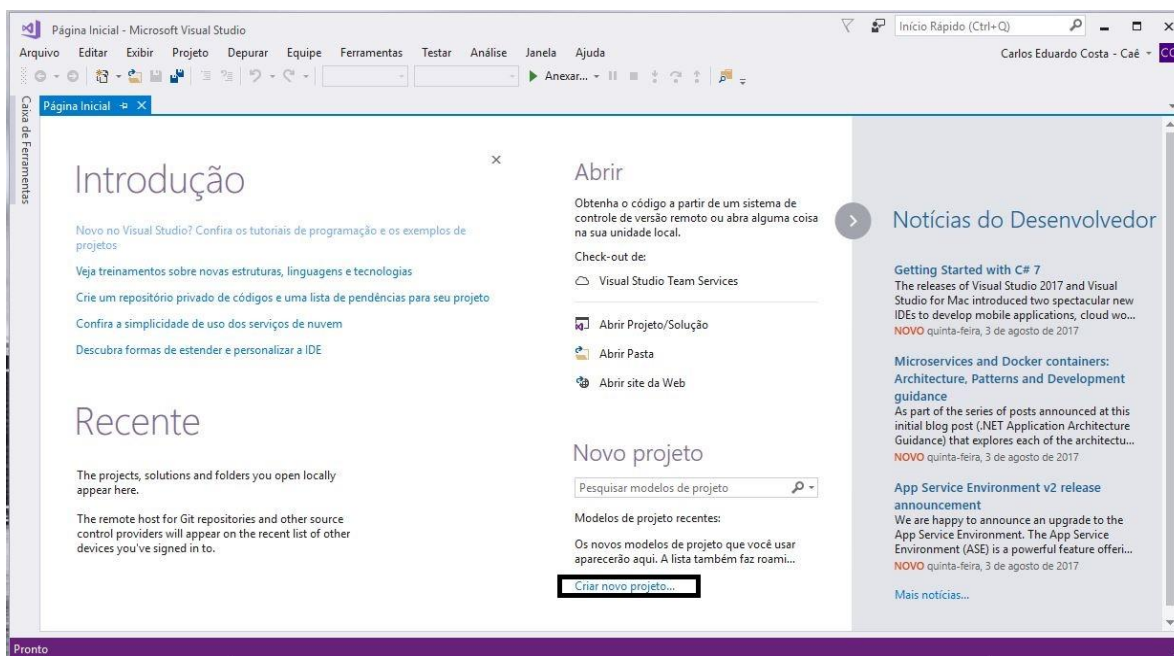 Página Inicial - Microsoft Visual Studio
Início Rápido (Ctrl+Q)
Arquivo Editar Exibir Projeto Depurar Equipe Ferramentas Testar Análise Janela Ajuda
Carlos Eduardo Costa - Caê
CC
Anexar...
Caixa de Ferramentas
Página Inicial
Introdução
Novo no Visual Studio? Confira os tutoriais de programação e os exemplos de
projetos
Veja treinamentos sobre novas estruturas, linguagens e tecnologias
Crie um repositório privado de códigos e uma lista de pendências para seu projeto
Confira a simplicidade de uso dos serviços de nuvem
Descubra formas de estender e personalizar a IDE
Recente
The projects, solutions and folders you open locally
appear here.
The remote host for Git repositories and other source
control providers will appear on the recent list of other
devices you've signed in to.
Abrir
Obtenha o código a partir de um sistema de
controle de versão remoto ou abra alguma coisa
na sua unidade local.
Check-out de:
Visual Studio Team Services
Abrir Projeto/Solução
Abrir Pasta
Abrir site da Web
Novo projeto
Pesquisar modelos de projeto
Modelos de projeto recentes:
Os novos modelos de projeto que você usar
aparecerão aqui. A lista também faz roami...
Criar novo projeto...
Notícias do Desenvolvedor
Getting Started with C# 7
The releases of Visual Studio 2017 and Visual
Studio for Mac introduced two spectacular new
IDEs to develop mobile applications, cloud wo...
NOVO quinta-feira, 3 de agosto de 2017
Microservices and Docker containers:
Architecture, Patterns and Development
guidance
As part of the series of posts announced at this
initial blog post (.NET Application Architecture
Guidance) that explores each of the architectu...
NOVO quinta-feira, 3 de agosto de 2017
App Service Environment v2 release
announcement
We are happy to announce an upgrade to the
App Service Environment. The App Service
Environment (ASE) is a powerful feature offeri...
NOVO quinta-feira, 3 de agosto de 2017
Mais notícias...
Pronto